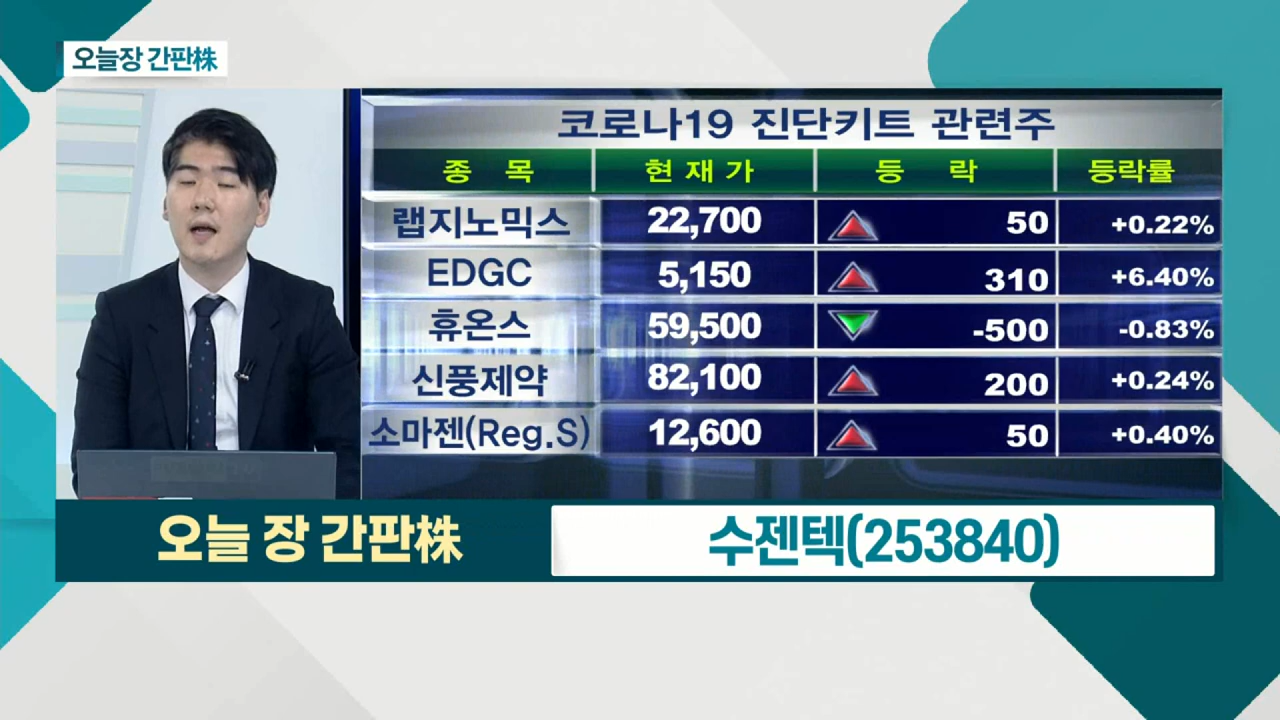 오늘장 간판株
코로나19 진단키트 관련주
종 목 현 재 가 등 락 등락률
랩지노믹스 22,700 50 +0.22%
EDGC 5,150 310 +6.40%
휴온스 59,500 -500 -0.83%
신풍제약 82,100 200 +0.24%
소마젠(Reg.S) 12,600 50 +0.40%
오늘 장 간판株 수젠텍(253840)